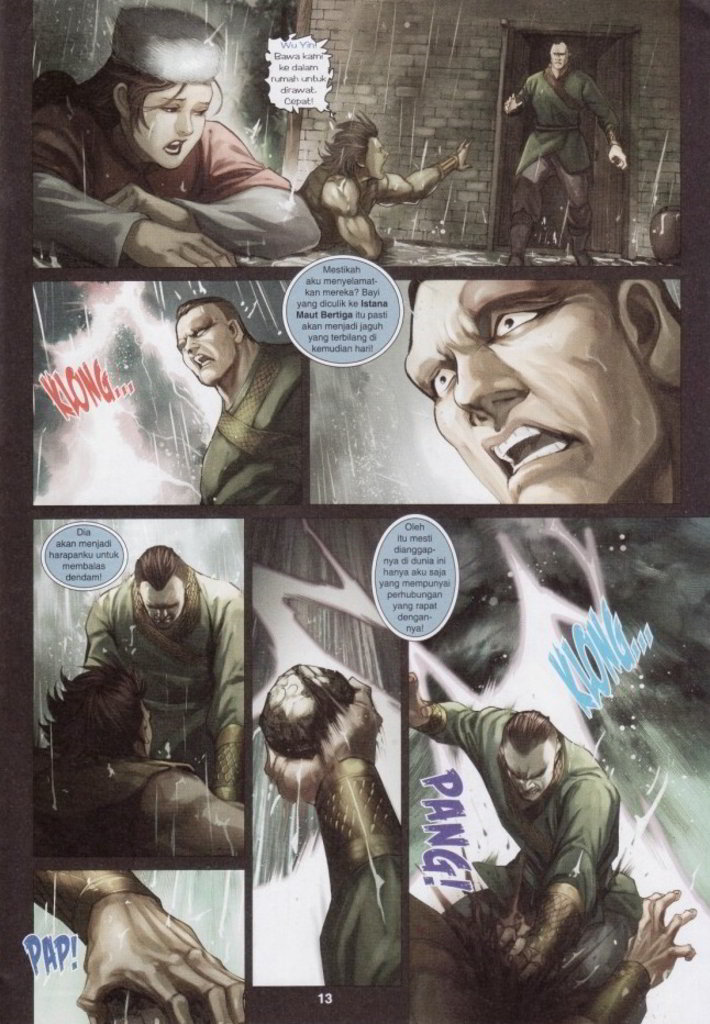 Wu Yin!
Bawa kami
ke dalam
rumah untuk
dirawat.
Cepat!
Mestikah
aku menyelamat-
kan mereka? Bayi
yang diculik ke Istana
Maut Bertiga itu pasti
akan menjadi jaguh
yang terbilang di
kemudian hari!
KLONG...
Dia
akan menjadi
harapanku untuk
membalas
dendam!
Oleh
itu mesti
dianggap-
nya di dunia ini
hanya aku saja
yang mempunyai
perhubungan
yang rapat
dengan-
nya!
KLONG...
PANG!
PAP!
13